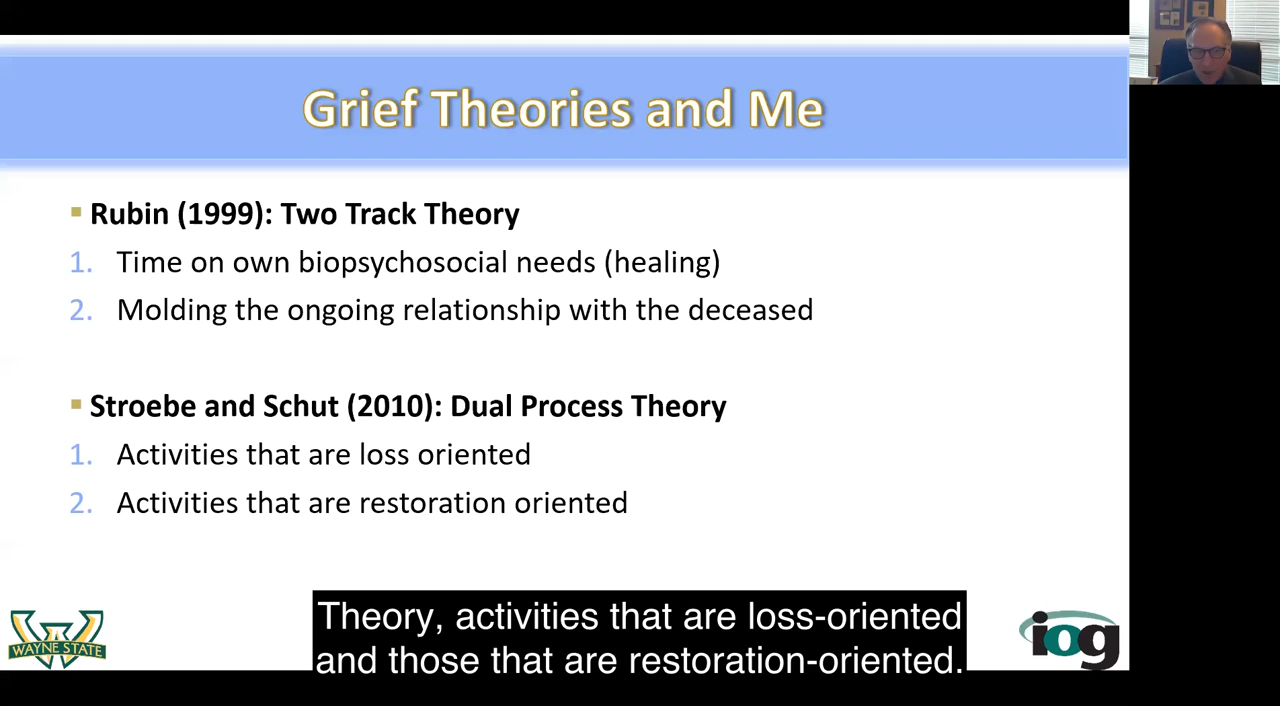 Grief Theories and Me
▪ Rubin (1999): Two Track Theory
1. Time on own biopsychosocial needs (healing)
2. Molding the ongoing relationship with the deceased
▪ Stroebe and Schut (2010): Dual Process Theory
1. Activities that are loss oriented
2. Activities that are restoration oriented
WAYNE STATE
iog
Theory, activities that are loss-oriented
and those that are restoration-oriented.